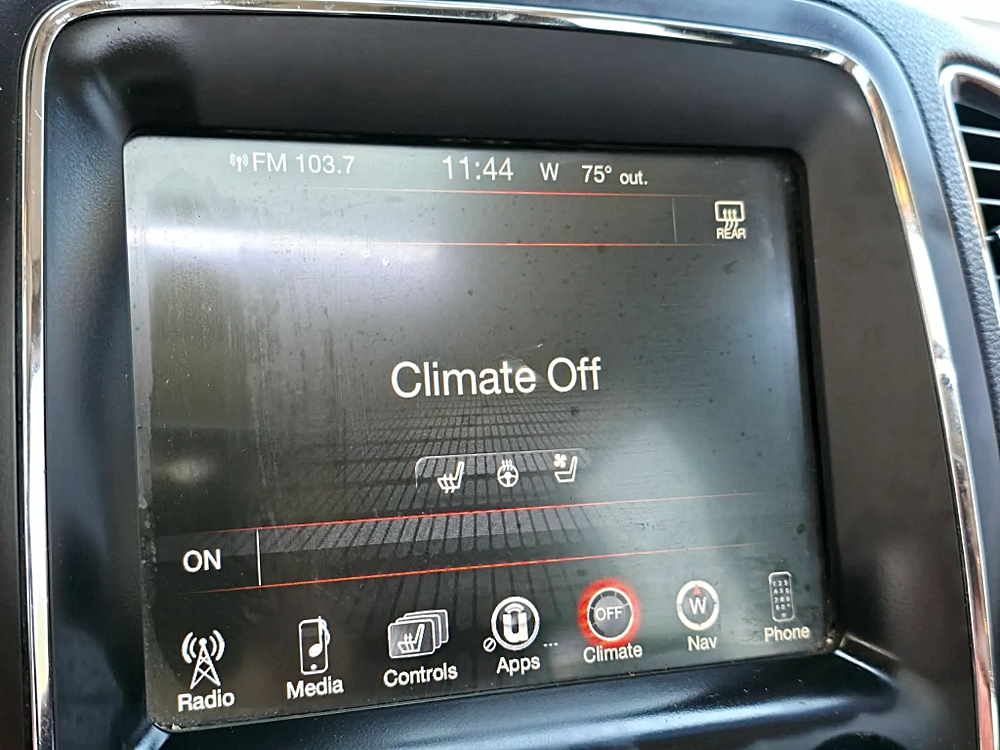 FM 103.7 11:44 W 75° out.
REAR
Climate Off
ON
OFF
W
Radio Media Controls Apps ... Climate Nav Phone